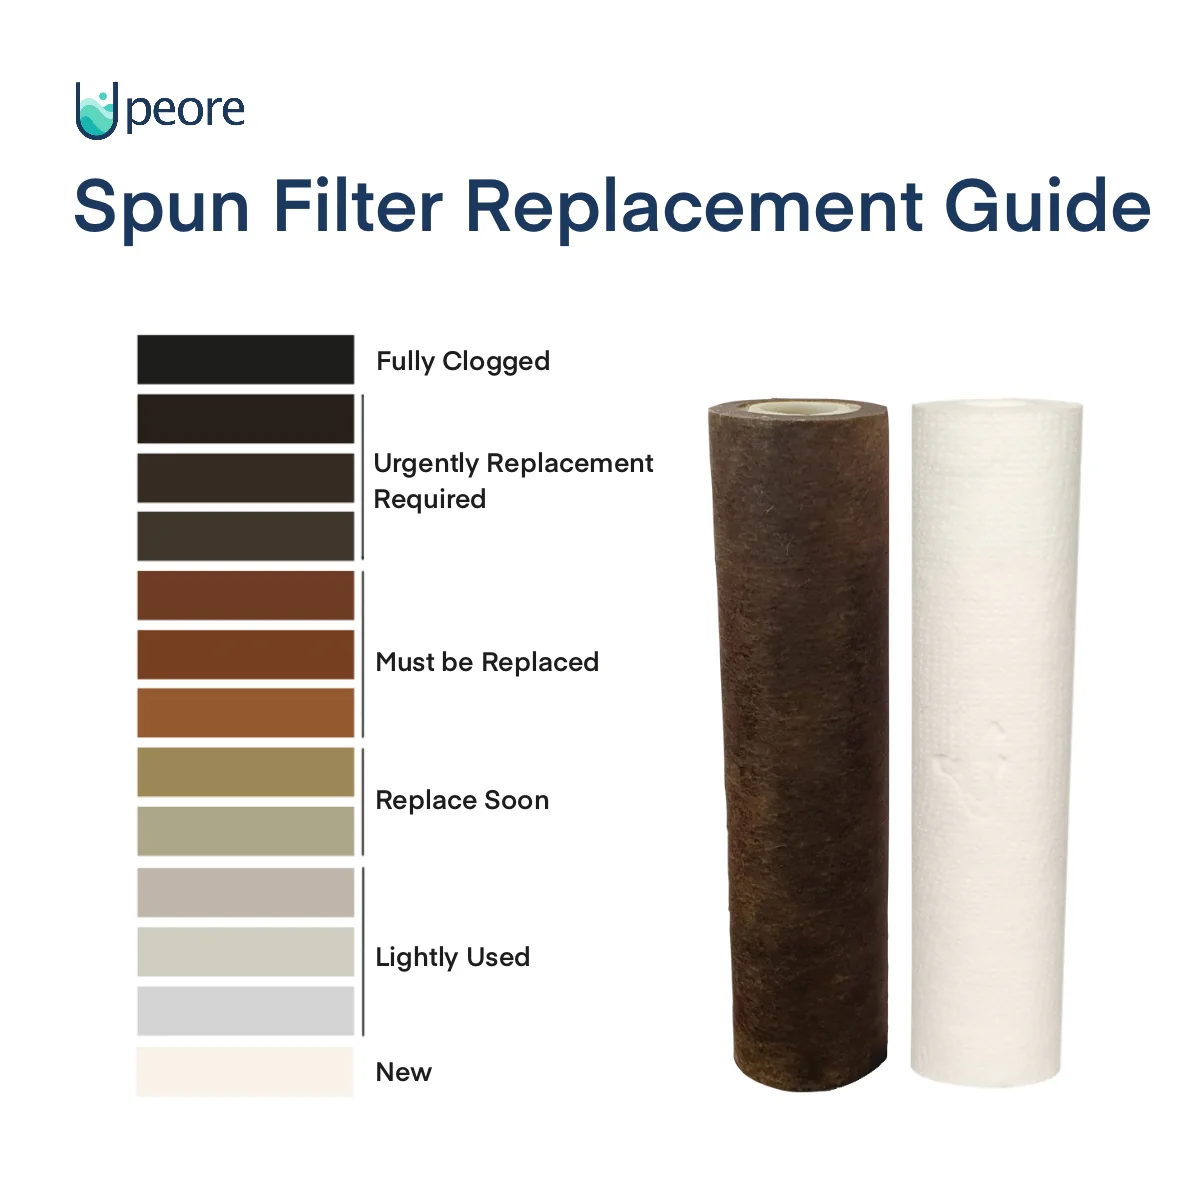 Upeore
Spun Filter Replacement Guide
Fully Clogged
Urgently Replacement
Required
Must be Replaced
Replace Soon
Lightly Used
New